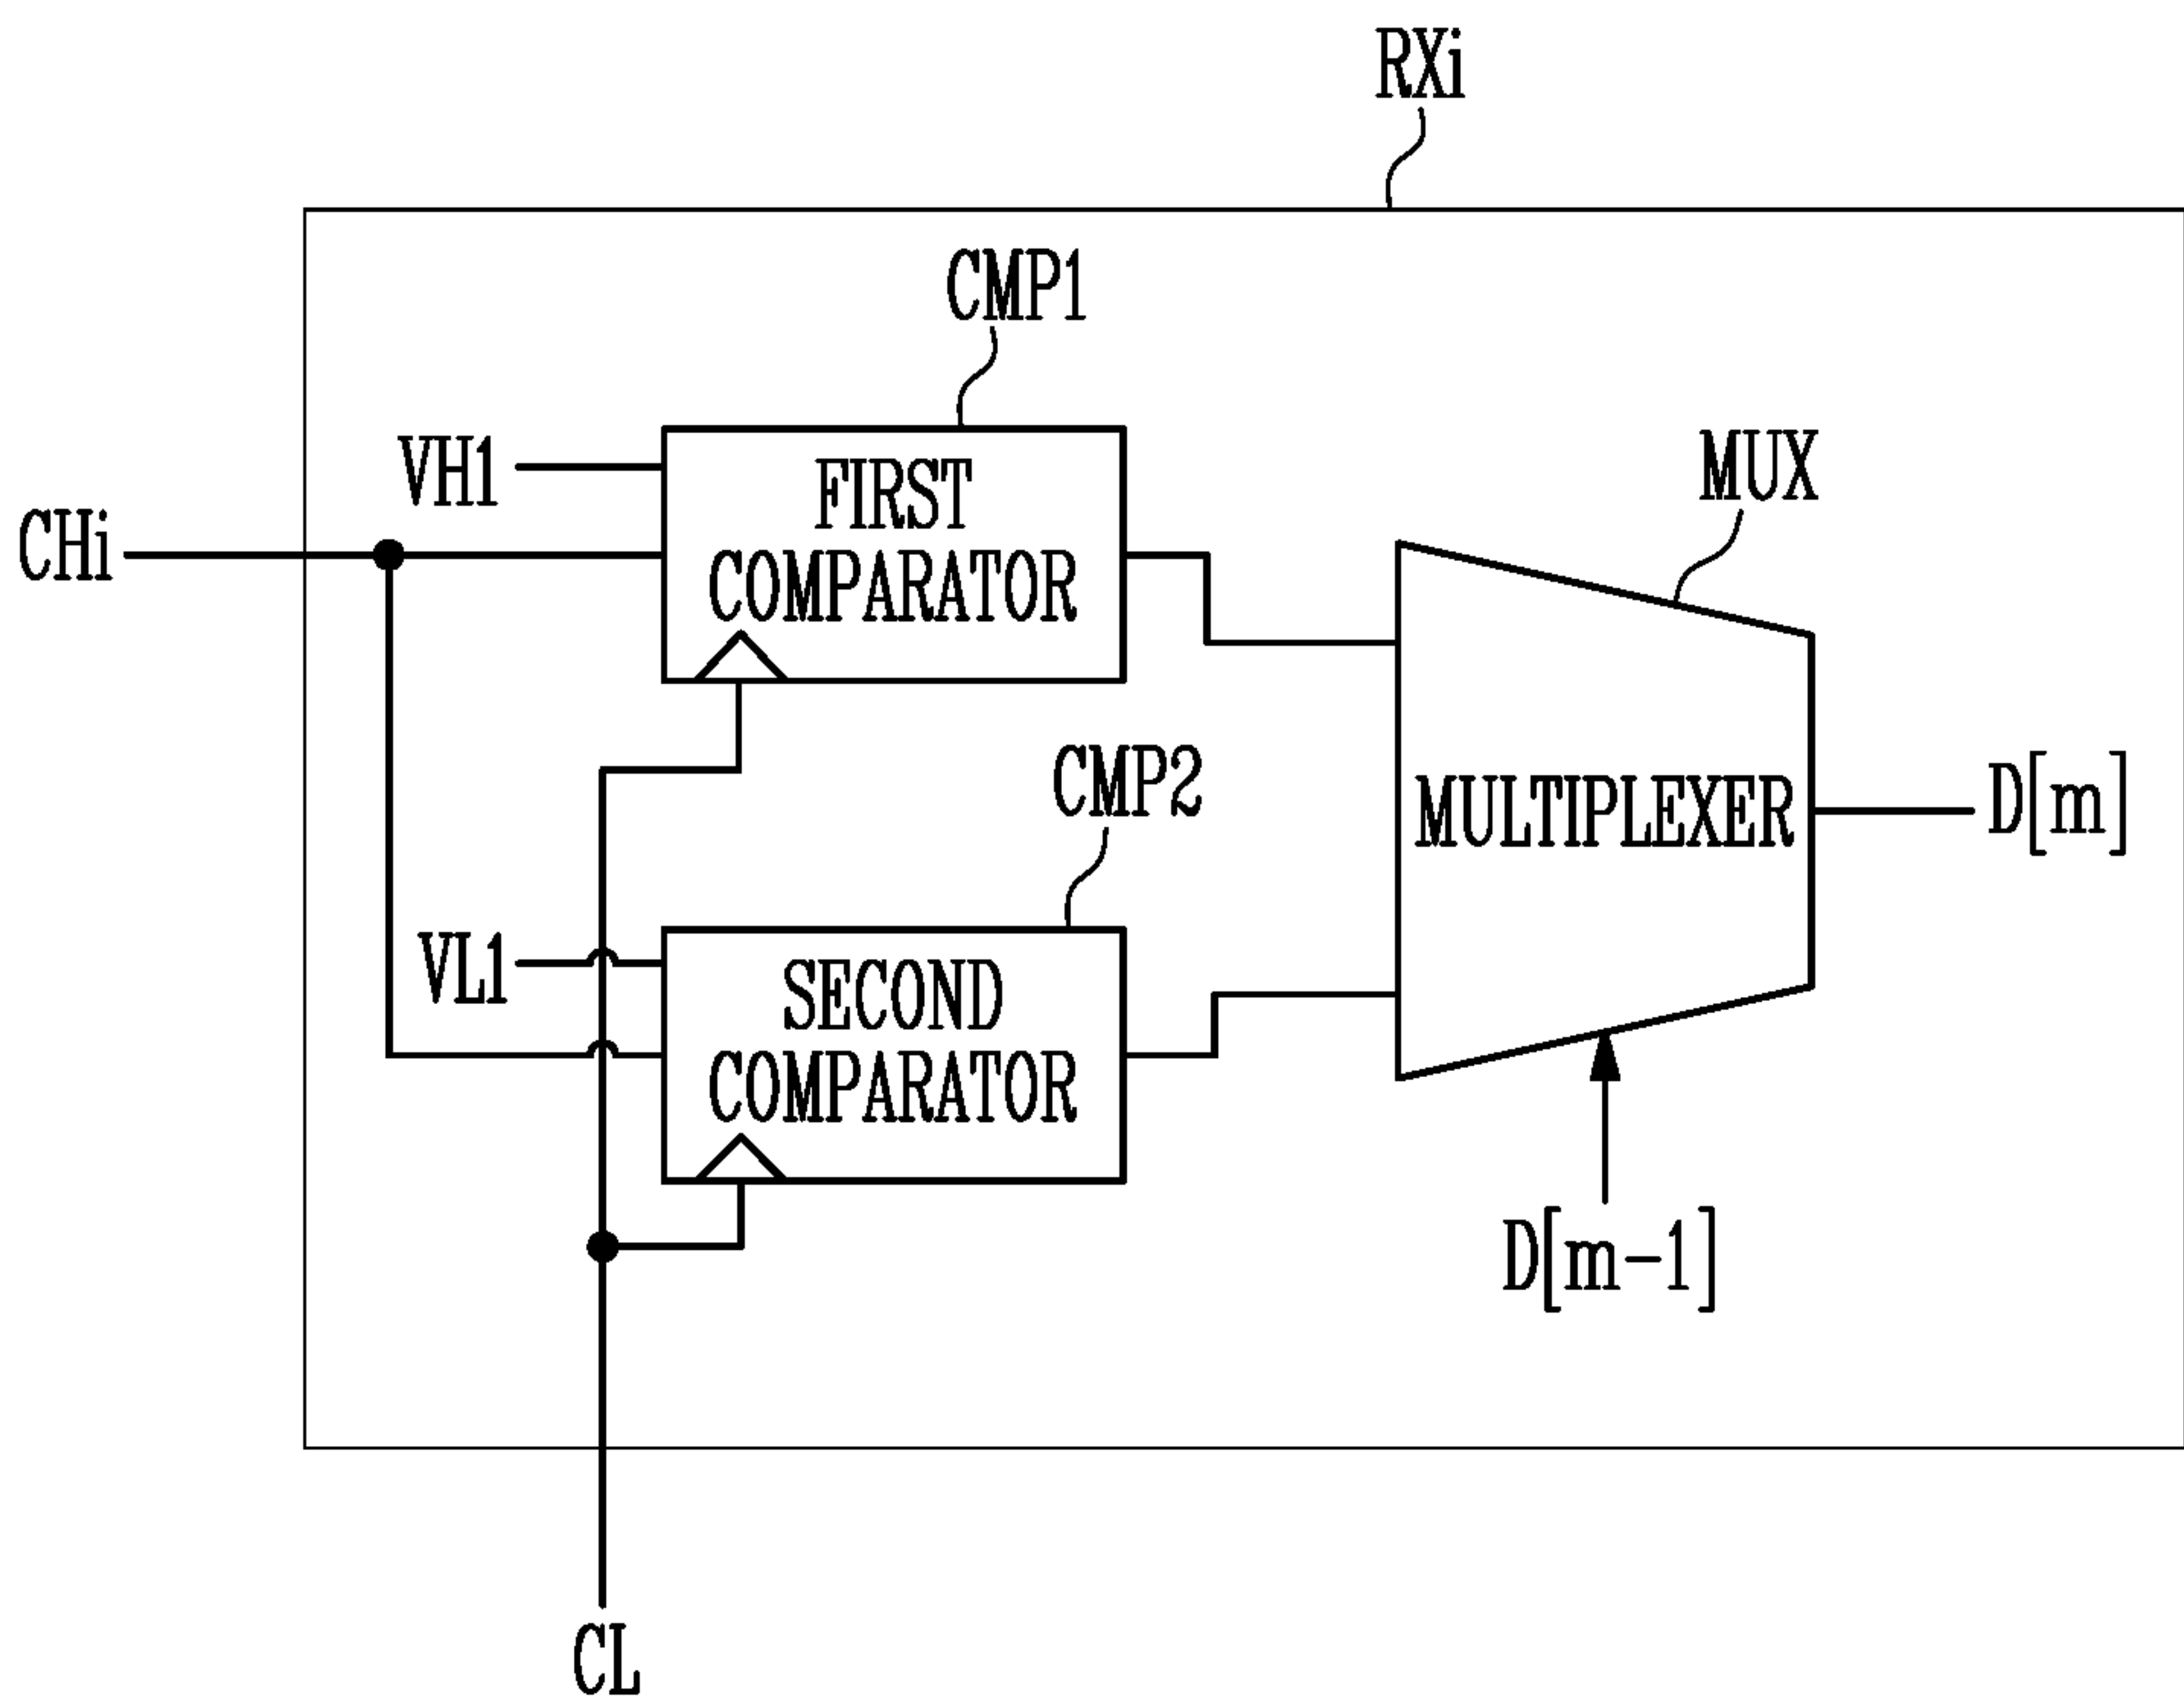 RXi
CMP1
VH1
FIRST
COMPARATOR
MUX
CHi
CMP2
MULTIPLEXER
D[m]
VL1
SECOND
COMPARATOR
D[m-1]
CL